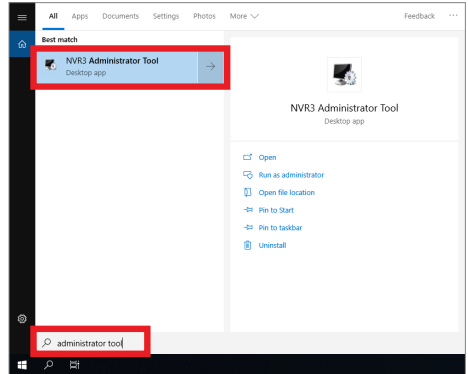 All Apps Documents Settings Photos More Feedback ...
Best match
NVR3 Administrator Tool
Desktop app
NVR3 Administrator Tool
Desktop app
Open
Run as administrator
Open file location
Pin to Start
Pin to taskbar
Uninstall
administrator tool